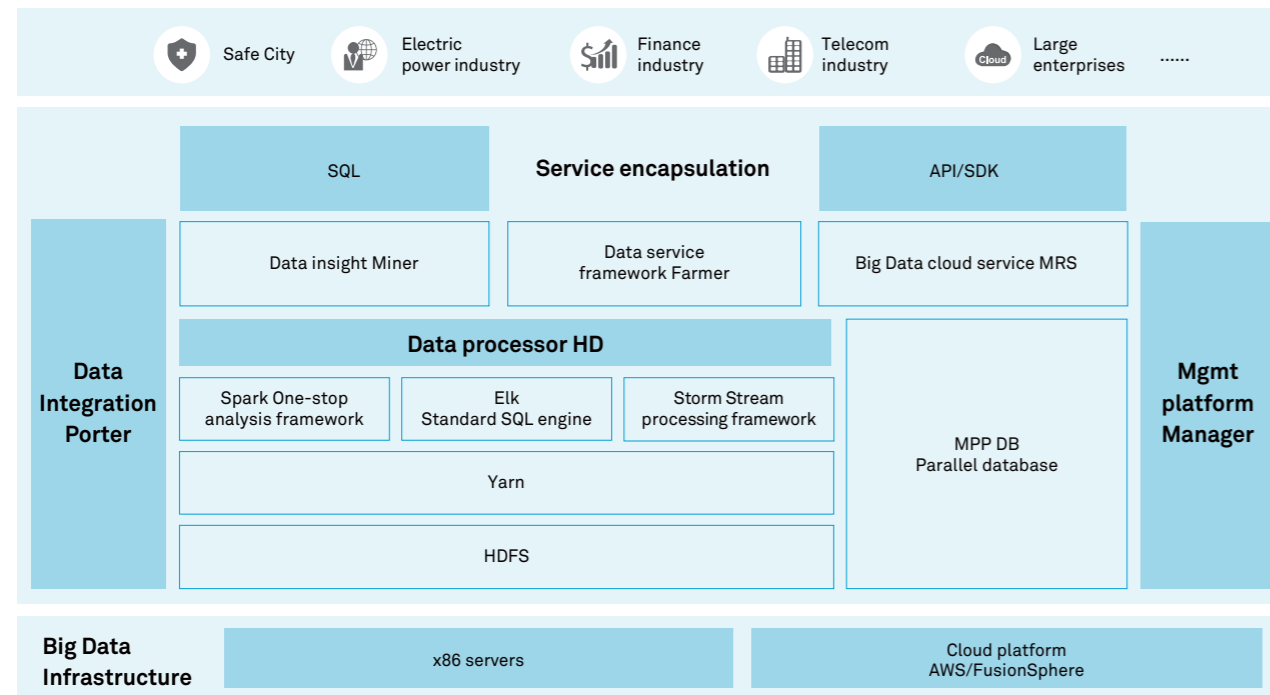 Safe City
Electric
power industry
Finance
industry
Telecom
industry
Cloud
Large
enterprises
......
SQL
Service encapsulation
API/SDK
Data insight Miner
Data service
framework Farmer
Big Data cloud service MRS
Data
Integration
Porter
Data processor HD
Spark One-stop
analysis framework
Elk
Standard SQL engine
Storm Stream
processing framework
Yarn
HDFS
MPP DB
Parallel database
Mgmt
platform
Manager
Big Data
Infrastructure
x86 servers
Cloud platform
AWS/FusionSphere